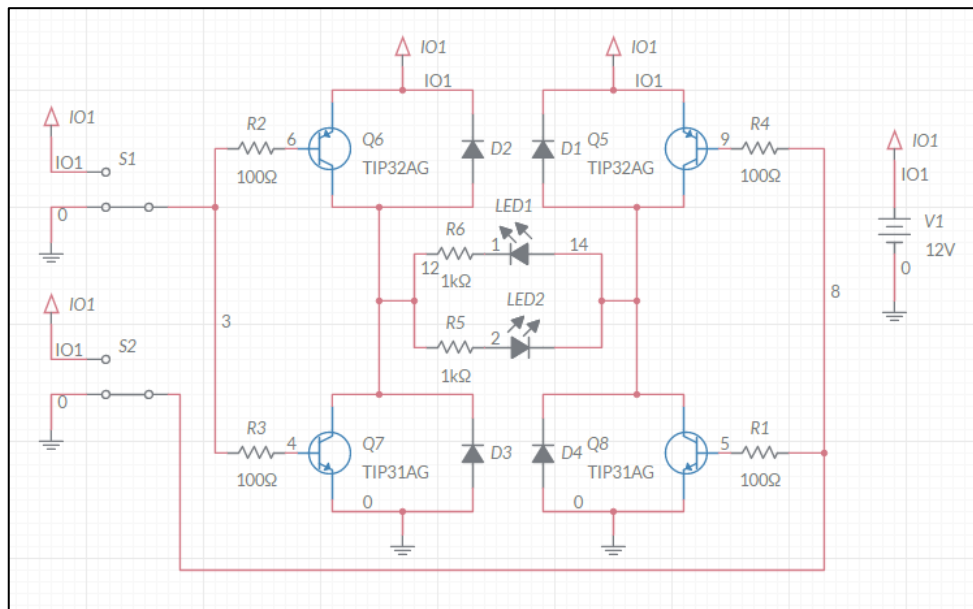 IO1
IO1
IO1
IO1
IO1
R2
6
Q6
D2
D1
Q5
9
R4
IO1
S1
TIP32AG
TIP32AG
IO1
100Ω
100Ω
IO1
0
LED1
V1
R6
1
14
12V
12
1kΩ
0
IO1
LED2
8
3
R5
2
IO1
S2
1kΩ
0
R3
4
Q7
D3
D4
Q8
5
R1
TIP31AG
TIP31AG
100Ω
100Ω
0
0